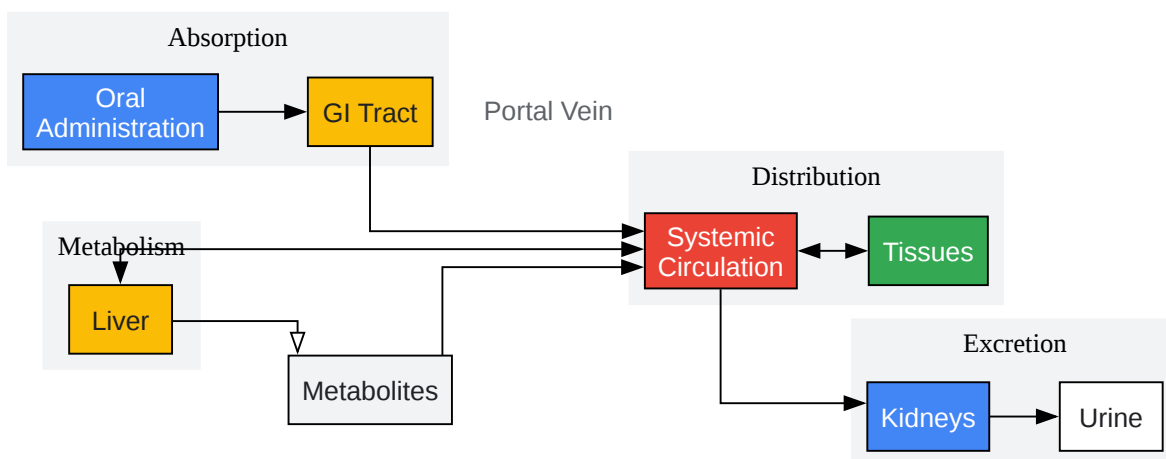 Absorption
Oral
Administration
GI Tract
Portal Vein
Distribution
Systemic
Circulation
Tissues
Metabolism
Liver
Metabolites
Excretion
Kidneys
Urine